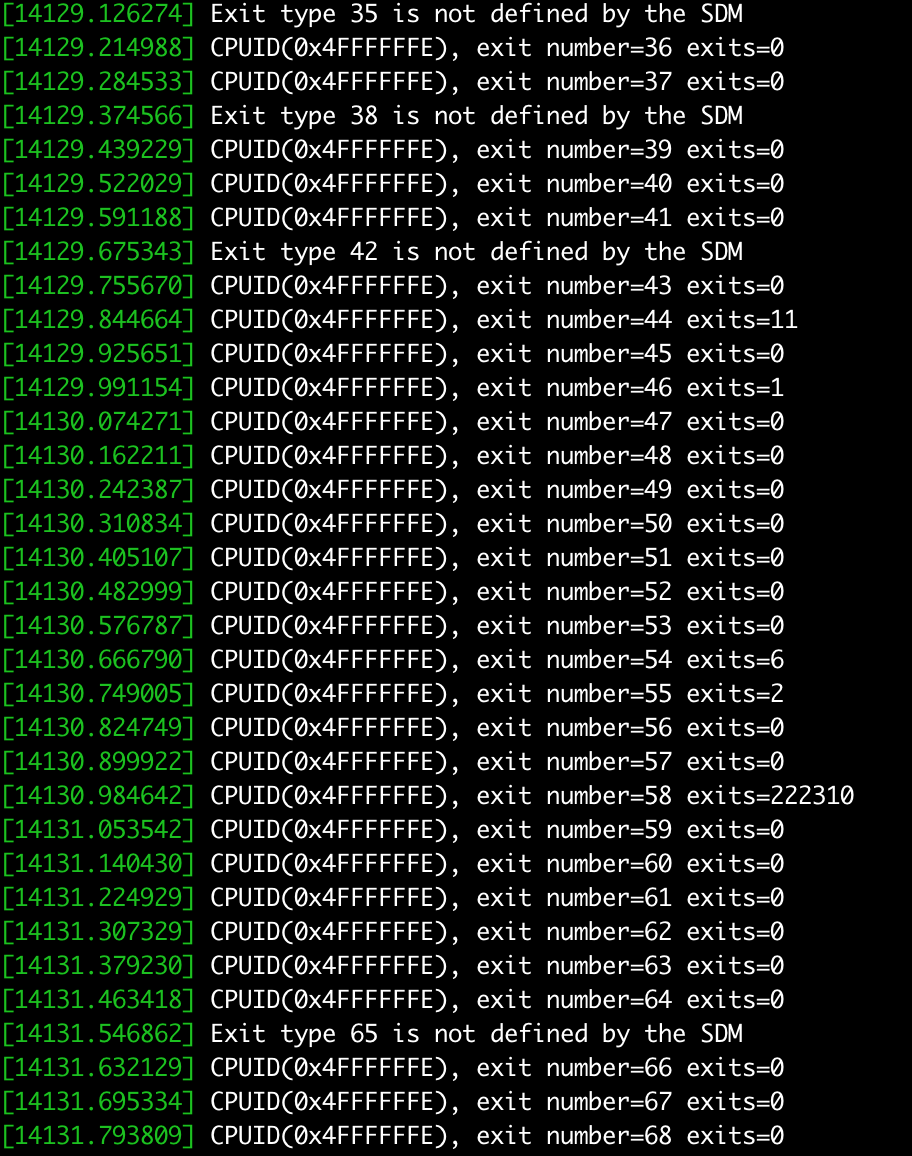 [14129.126274] Exit type 35 is not defined by the SDM
[14129.214988] CPUID(0x4FFFFFFE), exit number=36 exits=0
[14129.284533] CPUID(0x4FFFFFFE), exit number=37 exits=0
[14129.374566] Exit type 38 is not defined by the SDM
[14129.439229] CPUID(0x4FFFFFFE), exit number=39 exits=0
[14129.522029] CPUID(0x4FFFFFFE), exit number=40 exits=0
[14129.591188] CPUID(0x4FFFFFFE), exit number=41 exits=0
[14129.675343] Exit type 42 is not defined by the SDM
[14129.755670] CPUID(0x4FFFFFFE), exit number=43 exits=0
[14129.844664] CPUID(0x4FFFFFFE), exit number=44 exits=11
[14129.925651] CPUID(0x4FFFFFFE), exit number=45 exits=0
[14129.991154] CPUID(0x4FFFFFFE), exit number=46 exits=1
[14130.074271] CPUID(0x4FFFFFFE), exit number=47 exits=0
[14130.162211] CPUID(0x4FFFFFFE), exit number=48 exits=0
[14130.242387] CPUID(0x4FFFFFFE), exit number=49 exits=0
[14130.310834] CPUID(0x4FFFFFFE), exit number=50 exits=0
[14130.405107] CPUID(0x4FFFFFFE), exit number=51 exits=0
[14130.482999] CPUID(0x4FFFFFFE), exit number=52 exits=0
[14130.576787] CPUID(0x4FFFFFFE), exit number=53 exits=0
[14130.666790] CPUID(0x4FFFFFFE), exit number=54 exits=6
[14130.749005] CPUID(0x4FFFFFFE), exit number=55 exits=2
[14130.824749] CPUID(0x4FFFFFFE), exit number=56 exits=0
[14130.899922] CPUID(0x4FFFFFFE), exit number=57 exits=0
[14130.984642] CPUID(0x4FFFFFFE), exit number=58 exits=222310
[14131.053542] CPUID(0x4FFFFFFE), exit number=59 exits=0
[14131.140430] CPUID(0x4FFFFFFE), exit number=60 exits=0
[14131.224929] CPUID(0x4FFFFFFE), exit number=61 exits=0
[14131.307329] CPUID(0x4FFFFFFE), exit number=62 exits=0
[14131.379230] CPUID(0x4FFFFFFE), exit number=63 exits=0
[14131.463418] CPUID(0x4FFFFFFE), exit number=64 exits=0
[14131.546862] Exit type 65 is not defined by the SDM
[14131.632129] CPUID(0x4FFFFFFE), exit number=66 exits=0
[14131.695334] CPUID(0x4FFFFFFE), exit number=67 exits=0
[14131.793809] CPUID(0x4FFFFFFE), exit number=68 exits=0